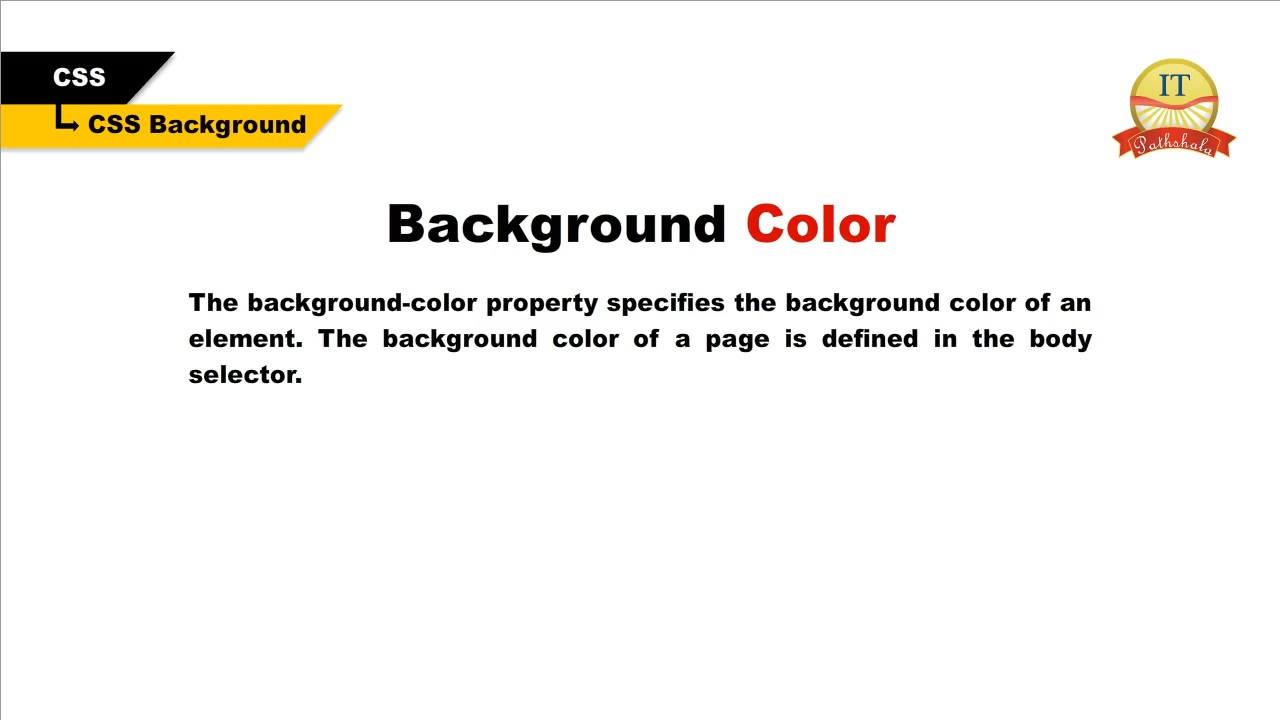 CSS
CSS Background
IT
Pathshala
Background Color
The background-color property specifies the background color of an
element. The background color of a page is defined in the body
selector.